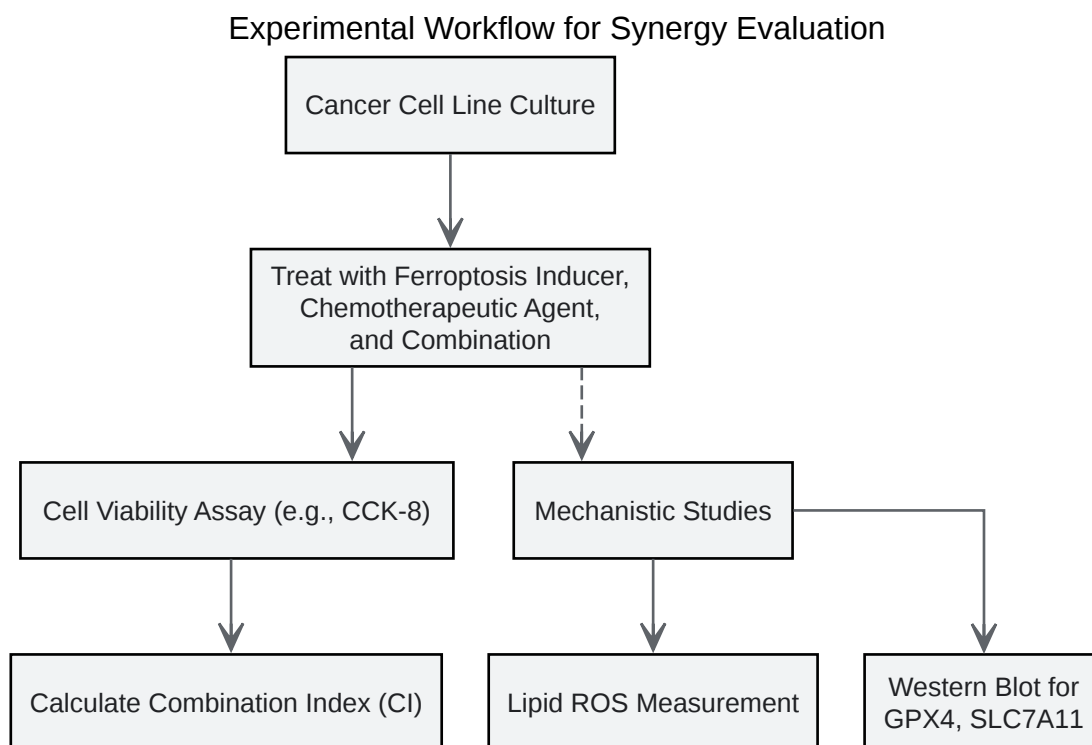 Experimental Workflow for Synergy Evaluation
Cancer Cell Line Culture
Treat with Ferroptosis Inducer,
Chemotherapeutic Agent,
and Combination
Cell Viability Assay (e.g., CCK-8)
Mechanistic Studies
Calculate Combination Index (CI)
Lipid ROS Measurement
Western Blot for
GPX4, SLC7A11